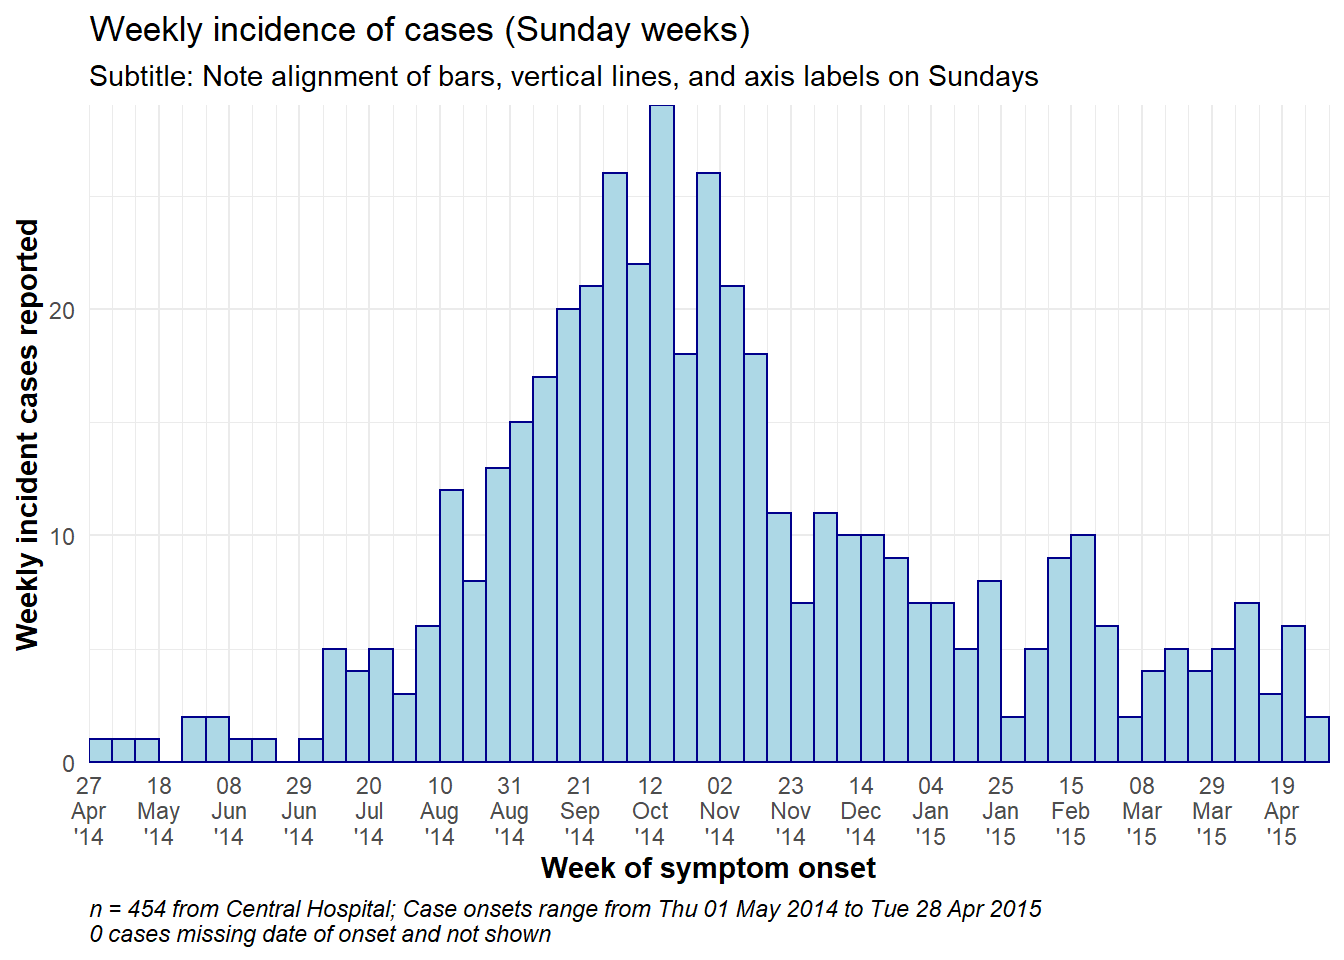 Weekly incidence of cases (Sunday weeks)
Subtitle: Note alignment of bars, vertical lines, and axis labels on Sundays
Weekly incident cases reported
20
10
0
27 18 08 29 20 10 31 21 12 02 23 14 04 25 15 08 29 19
Apr May Jun Jun Jul Aug Aug Sep Oct Nov Nov Dec Jan Jan Feb Mar Mar Apr
'14 '14 '14 '14 '14 '14 '14 '14 '14 '14 '14 '14 '15 '15 '15 '15 '15 '15
Week of symptom onset
n = 454 from Central Hospital; Case onsets range from Thu 01 May 2014 to Tue 28 Apr 2015
0 cases missing date of onset and not shown